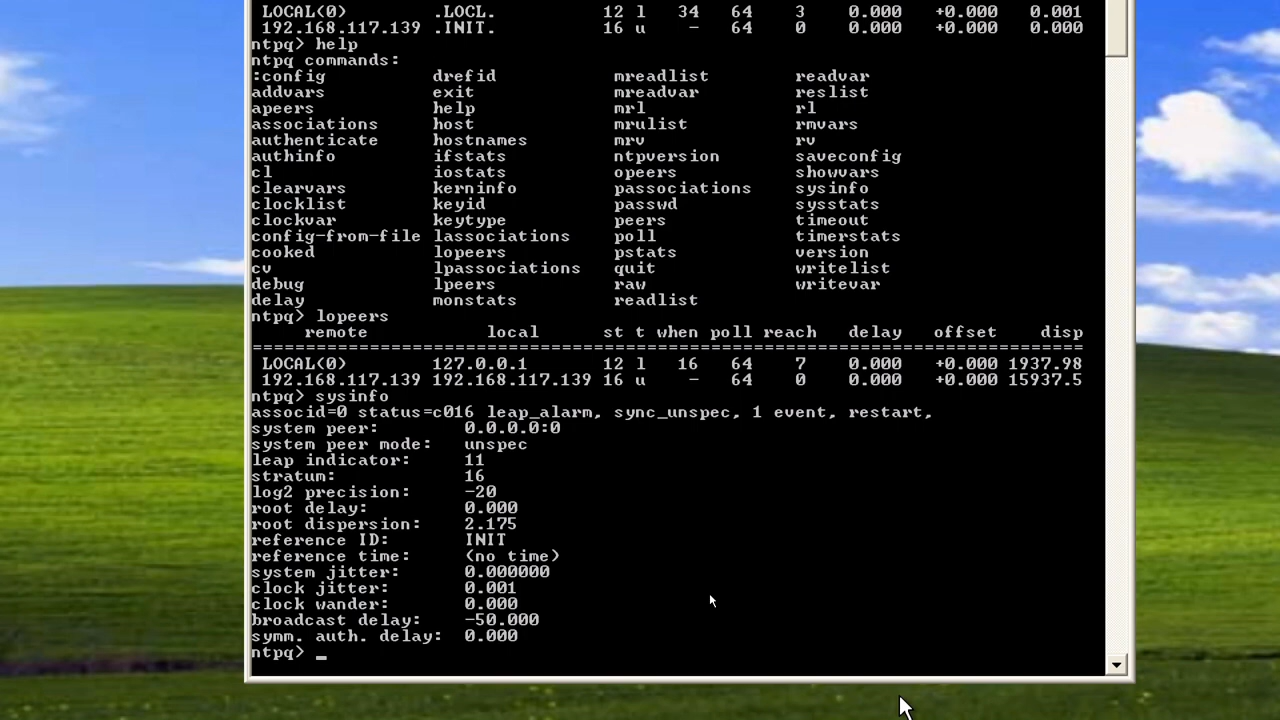 LOCAL(0) .LOCL. 12 l 34 64 3 0.000 +0.000 0.001
192.168.117.139 .INIT. 16 u - 64 0 0.000 +0.000 0.000
ntpq> help
ntpq commands:
:config drefid mreadlist readvar
addvars exit mreadvar reslist
apeers help mrl rl
associations host mrulist rmvars
authenticate hostnames mrv rv
authinfo ifstats ntpversion saveconfig
cl iostats opeers showvars
clearvars kerninfo passociations sysinfo
clocklist keyid passwd sysstats
clockvar keytype peers timeout
config-from-file lassociations poll timerstats
cooked lopeers pstats version
cv lpassociations quit writelist
debug lpeers raw writevar
delay monstats readlist
ntpq> lopeers
remote local st t when poll reach delay offset disp
==============================================================================
LOCAL(0) 127.0.0.1 12 l 16 64 7 0.000 +0.000 1937.98
192.168.117.139 192.168.117.139 16 u - 64 0 0.000 +0.000 15937.5
ntpq> sysinfo
associd=0 status=c016 leap_alarm, sync_unspec, 1 event, restart,
system peer: 0.0.0.0:0
system peer mode: unspec
leap indicator: 11
stratum: 16
log2 precision: -20
root delay: 0.000
root dispersion: 2.175
reference ID: INIT
reference time: (no time)
system jitter: 0.000000
clock jitter: 0.001
clock wander: 0.000
broadcast delay: -50.000
symm. auth. delay: 0.000
ntpq> _